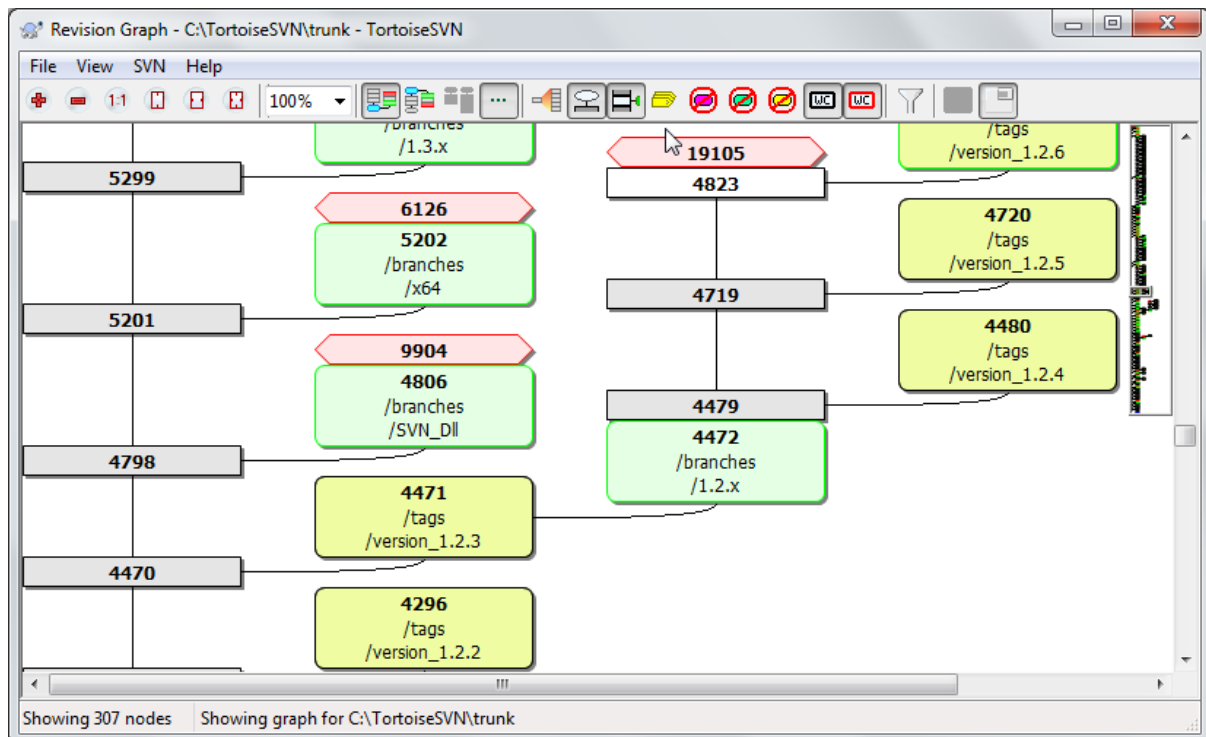 Revision Graph - C:\TortoiseSVN\trunk - TortoiseSVN
File View SVN Help
1:1 100% ... WC WC
/branches
/1.3.x
5299
6126
5202
/branches
/x64
5201
9904
4806
/branches
/SVN_Dll
4798
4471
/tags
/version_1.2.3
4470
4296
/tags
/version_1.2.2
19105
4823
4719
4479
4472
/branches
/1.2.x
/tags
/version_1.2.6
4720
/tags
/version_1.2.5
4480
/tags
/version_1.2.4
Showing 307 nodes Showing graph for C:\TortoiseSVN\trunk